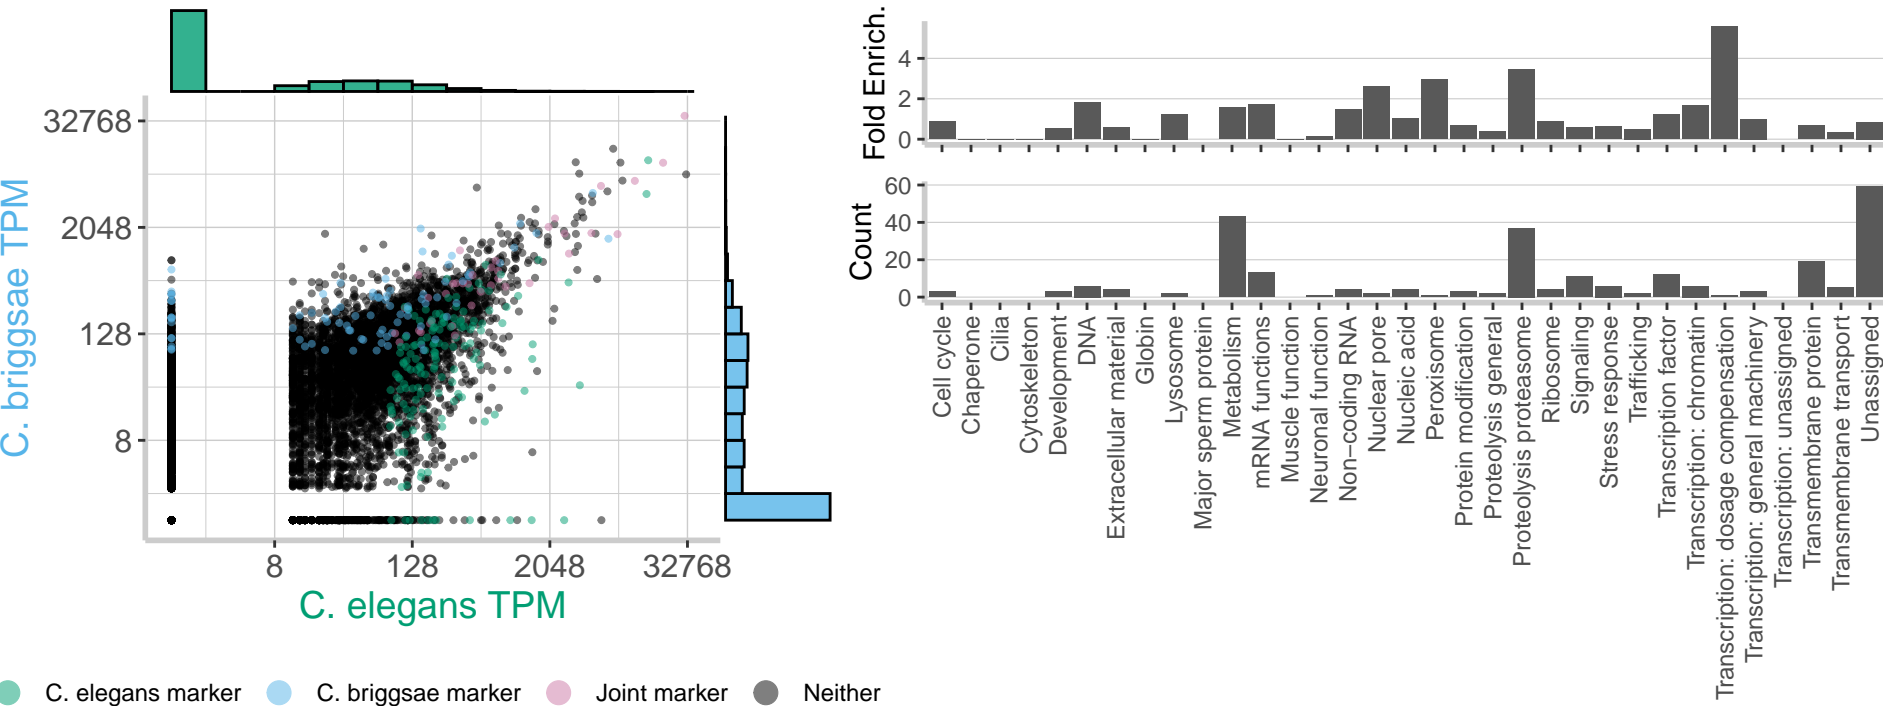 32768
2048
128
8
C. briggsae TPM
8
128
2048
32768
C. elegans TPM
C. elegans marker
C. briggsae marker
Joint marker
Neither
Fold Enrich.
4
2
0
Count
60
40
20
0
Cell cycle
Chaperone
Cilia
Cytoskeleton
Development
DNA
Extracellular material
Globin
Lysosome
Major sperm protein
Metabolism
mRNA functions
Muscle function
Neuronal function
Non−coding RNA
Nuclear pore
Nucleic acid
Peroxisome
Protein modification
Proteolysis general
Proteolysis proteasome
Ribosome
Signaling
Stress response
Trafficking
Transcription factor
Transcription: chromatin
Transcription: dosage compensation
Transcription: general machinery
Transcription: unassigned
Transmembrane protein
Transmembrane transport
Unassigned